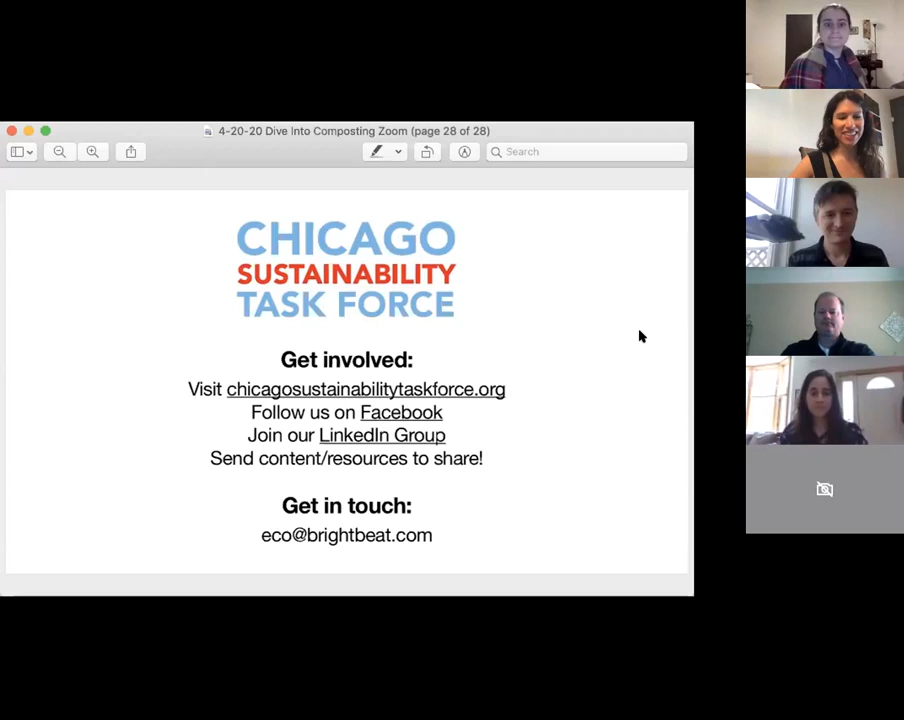 4-20-20 Dive Into Composting Zoom (page 28 of 28)
Search
CHICAGO
SUSTAINABILITY
TASK FORCE
Get involved:
Visit chicagosustainabilitytaskforce.org
Follow us on Facebook
Join our LinkedIn Group
Send content/resources to share!
Get in touch:
eco@brightbeat.com